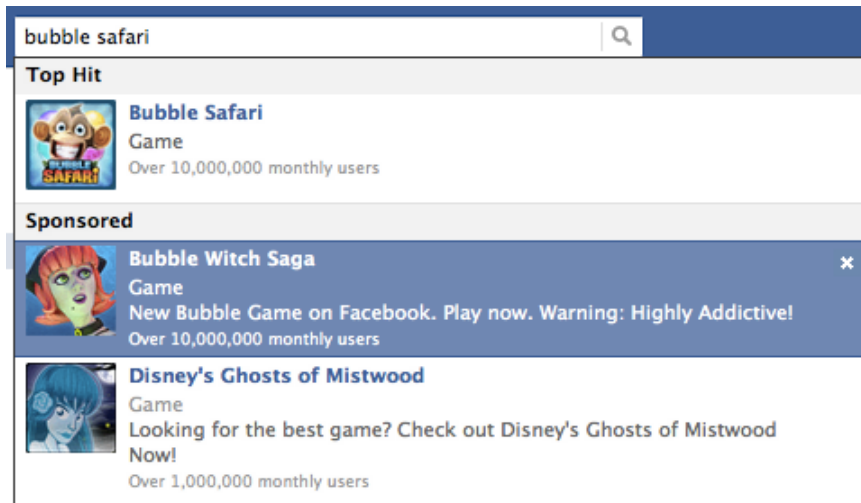 bubble safari
Top Hit
BUBBLE
SAFARI
Bubble Safari
Game
Over 10,000,000 monthly users
Sponsored
Bubble Witch Saga
Game
New Bubble Game on Facebook. Play now. Warning: Highly Addictive!
Over 10,000,000 monthly users
Disney's Ghosts of Mistwood
Game
Looking for the best game? Check out Disney's Ghosts of Mistwood
Now!
Over 1,000,000 monthly users